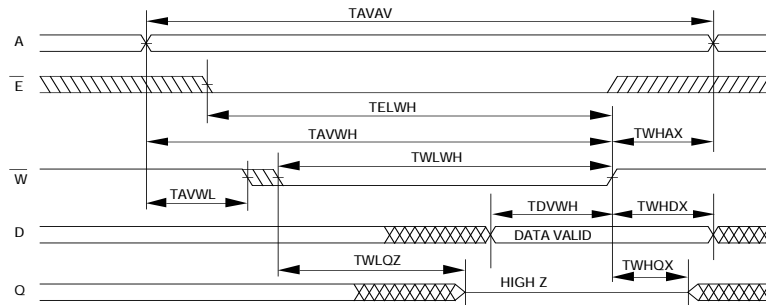 TAVAV
A
E
TELWH
TAVWH
TWHAX
TWLWH
W
TAVWL
TDVWH
TWHDX
D
DATA VALID
TWLQZ
TWHQX
Q
HIGH Z